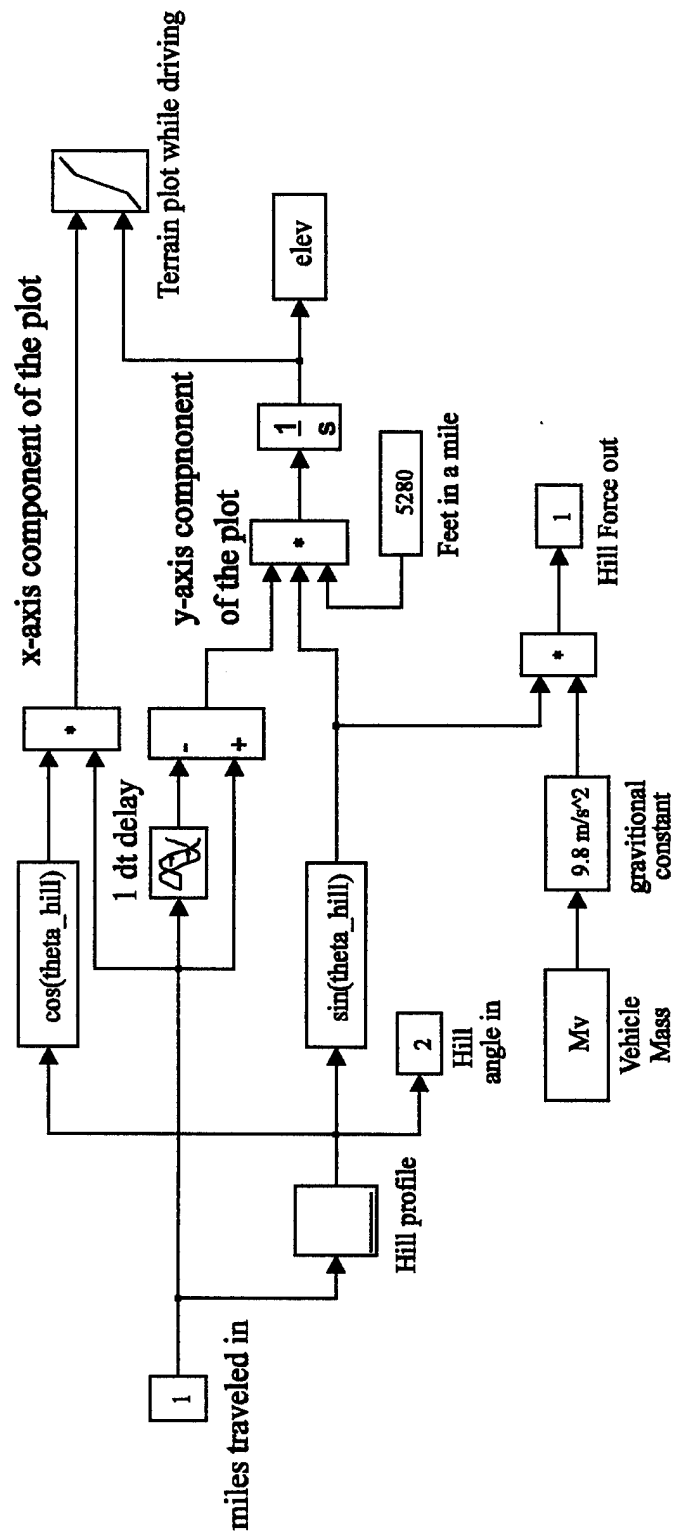 x-axis component of the plot
cos(theta_hill)
*
Terrain plot while driving
1
miles traveled in
1 dt delay
-
+
y-axis compnonent
of the plot
*
1
s
elev
5280
Feet in a mile
Hill profile
sin(theta_hill)
2
Hill
angle in
Mv
Vehicle
Mass
9.8 m/s^2
gravitional
constant
*
1
Hill Force out